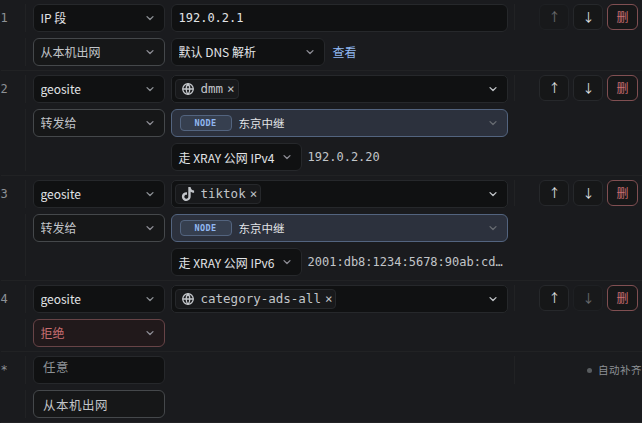 1 IP 段 192.0.2.1 ↑ ↓ 删
从本机出网 默认 DNS 解析 查看
2 geosite dmm × ↑ ↓ 删
转发给 NODE 东京中继
走 XRAY 公网 IPv4 192.0.2.20
3 geosite tiktok × ↑ ↓ 删
转发给 NODE 东京中继
走 XRAY 公网 IPv6 2001:db8:1234:5678:90ab:cd…
4 geosite category-ads-all × ↑ ↓ 删
拒绝
* 任意 自动补齐
从本机出网